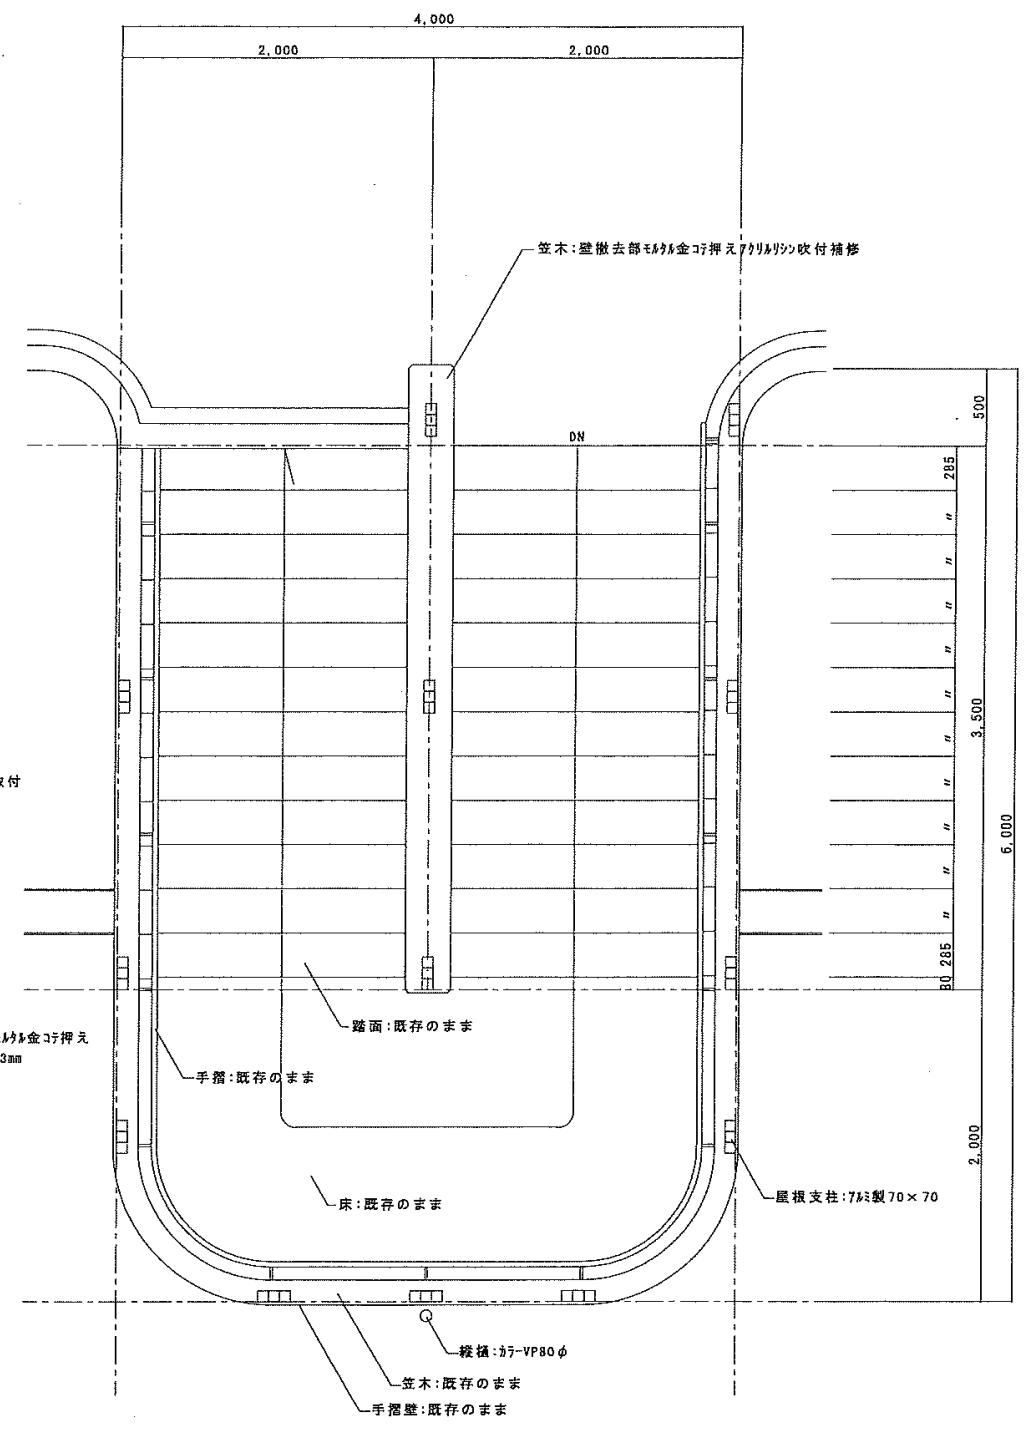 4,000
2,000
2,000
笠木:壁撤去部モルタル金コテ押えアクリルリシン吹付補修
500
DN
285
〃
〃
〃
〃
〃
〃
〃
〃
〃
〃
3,500
付
6,000
285
80
踏面:既存のまま
ルタル金コテ押え
3mm
手摺:既存のまま
2,000
屋根支柱:アルミ製70×70
床:既存のまま
縦樋:カラーVP80φ
笠木:既存のまま
手摺壁:既存のまま